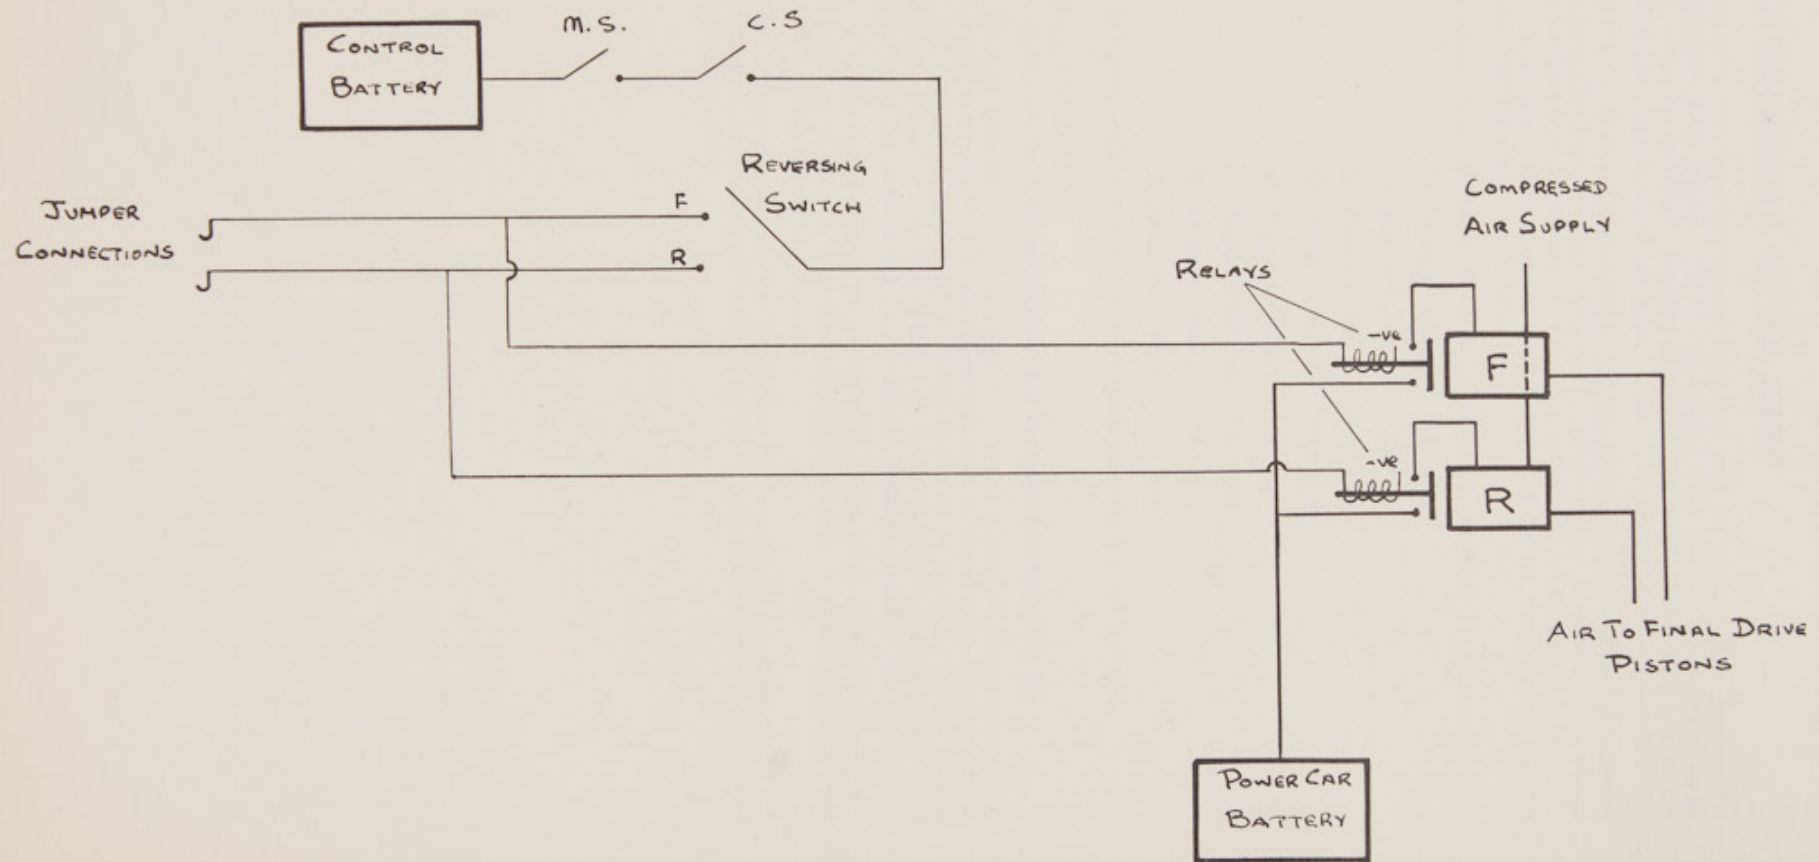 M.S.
C.S
CONTROL
BATTERY
REVERSING
SWITCH
JUMPER
CONNECTIONS
F
R
COMPRESSED
AIR SUPPLY
RELAYS
-ve
F
-ve
R
AIR TO FINAL DRIVE
PISTONS
POWER CAR
BATTERY